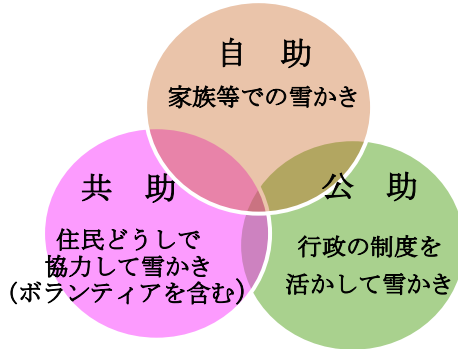 自　助
家族等での雪かき
共　助
住民どうしで
協力して雪かき
（ボランティアを含む）
公　助
行政の制度を
活かして雪かき